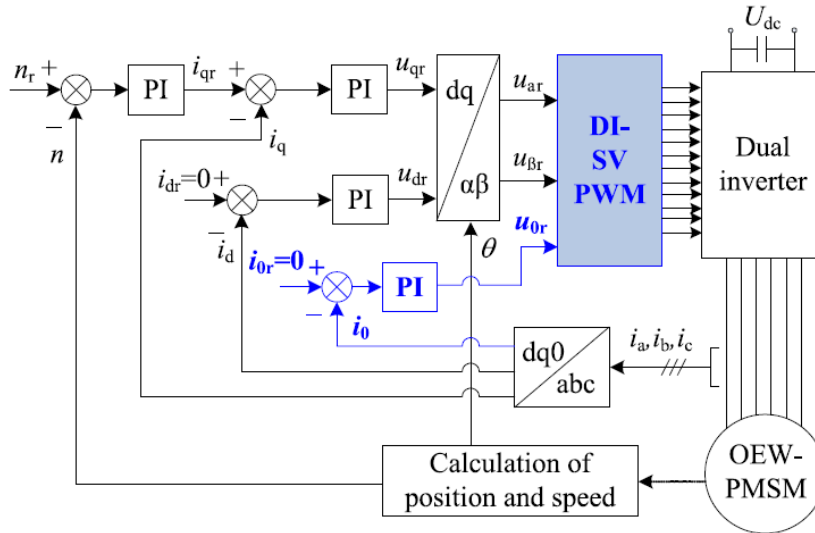 U_dc
n_r + PI i_qr + PI u_qr dq u_ar DI- Dual
− − SV inverter
n i_q PWM
i_dr=0 + PI u_dr αβ u_βr
− i_d θ u_0r
i_0r=0 + PI
− i_0 dq0 i_a, i_b, i_c
abc
Calculation of OEW-
position and speed PMSM